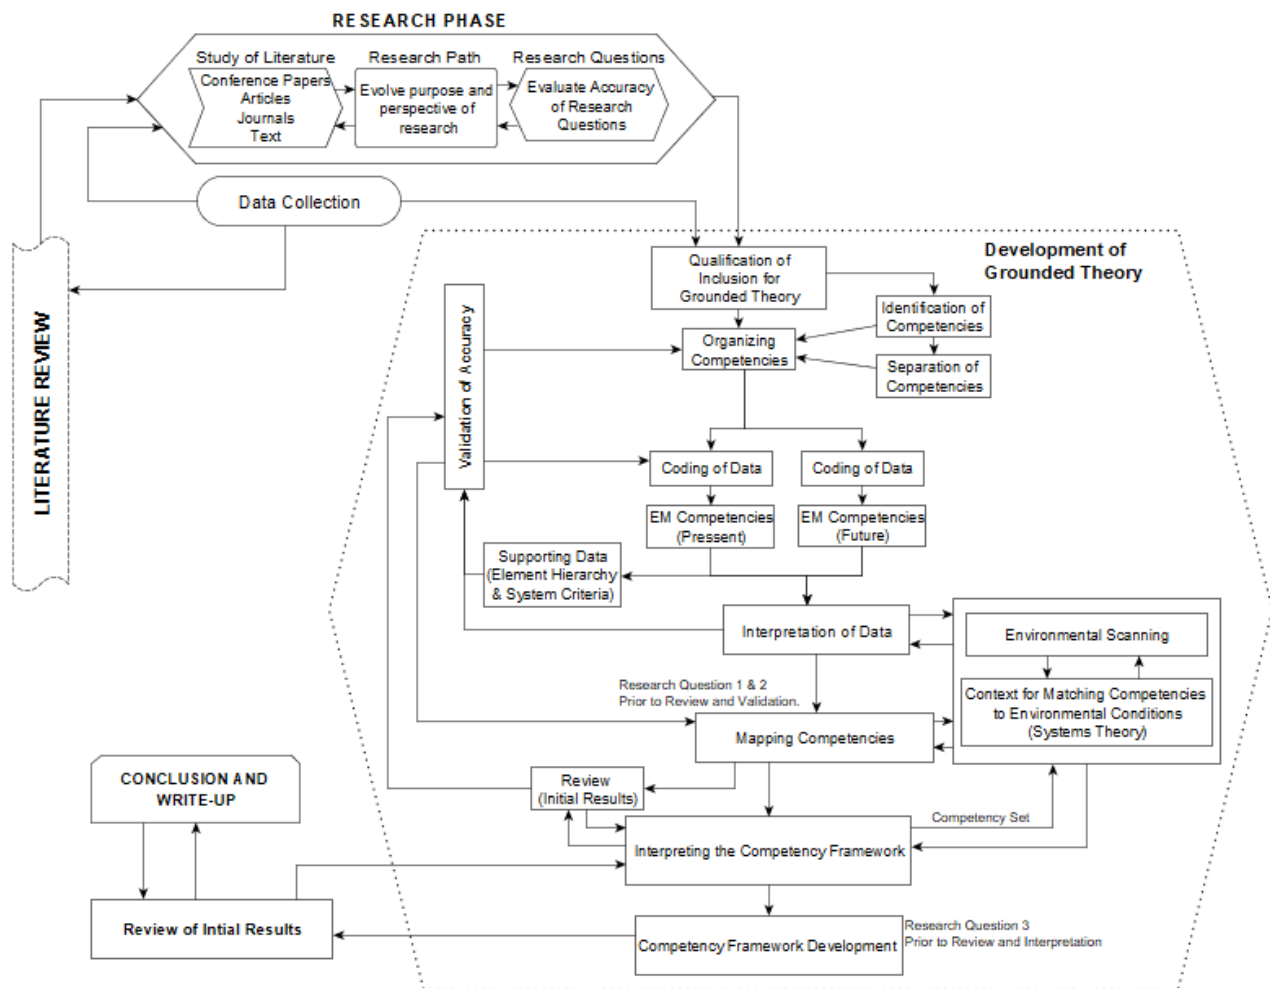 RESEARCH PHASE
Study of Literature
Research Path
Research Questions
Conference Papers
Articles
Journals
Text
Evolve purpose and
perspective of
research
Evaluate Accuracy
of Research
Questions
Data Collection
LITERATURE REVIEW
Development of
Grounded Theory
Qualification of
Inclusion for
Grounded Theory
Identification of
Competencies
Organizing
Competencies
Separation of
Competencies
Validation of Accuracy
Coding of Data
Coding of Data
EM Competencies
(Pressent)
EM Competencies
(Future)
Supporting Data
(Element Hierarchy
& System Criteria)
Interpretation of Data
Environmental Scanning
Context for Matching Competencies
to Environmental Conditions
(Systems Theory)
Research Question 1 & 2
Prior to Review and Validation.
Mapping Competencies
Review
(Initial Results)
CONCLUSION AND
WRITE-UP
Competency Set
Interpreting the Competency Framework
Review of Intial Results
Competency Framework Development
Research Question 3
Prior to Review and Interpretation